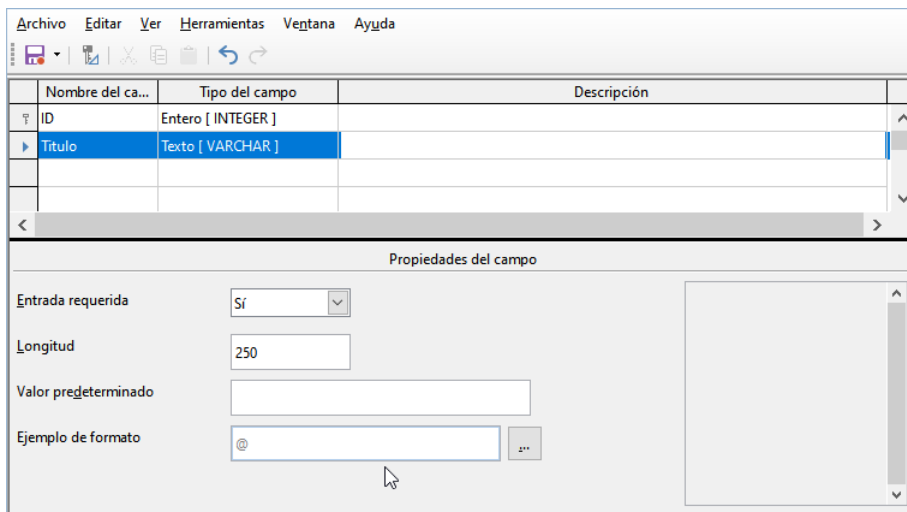 Archivo Editar Ver Herramientas Ventana Ayuda
Nombre del ca... Tipo del campo Descripción
ID Entero [ INTEGER ]
Titulo Texto [ VARCHAR ]
Propiedades del campo
Entrada requerida Sí
Longitud 250
Valor predeterminado
Ejemplo de formato @ ...